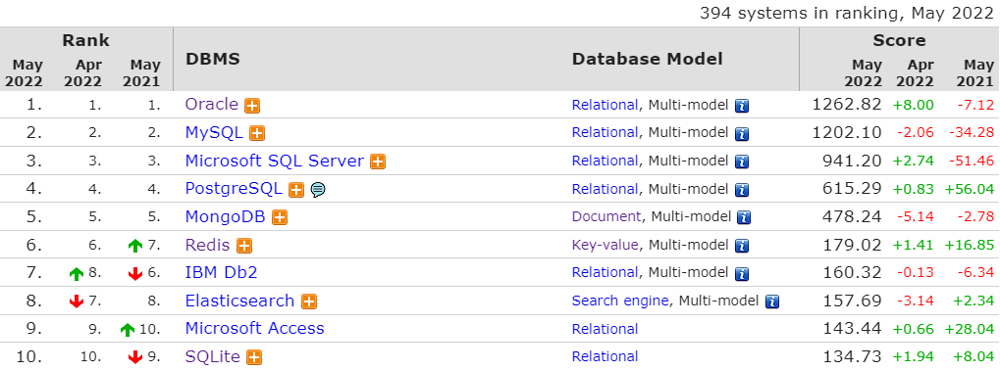 394 systems in ranking, May 2022
Rank DBMS Database Model Score
May 2022 Apr 2022 May 2021 May 2022 Apr 2022 May 2021
1. 1. 1. Oracle Relational, Multi-model 1262.82 +8.00 -7.12
2. 2. 2. MySQL Relational, Multi-model 1202.10 -2.06 -34.28
3. 3. 3. Microsoft SQL Server Relational, Multi-model 941.20 +2.74 -51.46
4. 4. 4. PostgreSQL Relational, Multi-model 615.29 +0.83 +56.04
5. 5. 5. MongoDB Document, Multi-model 478.24 -5.14 -2.78
6. 6. 7. Redis Key-value, Multi-model 179.02 +1.41 +16.85
7. 8. 6. IBM Db2 Relational, Multi-model 160.32 -0.13 -6.34
8. 7. 8. Elasticsearch Search engine, Multi-model 157.69 -3.14 +2.34
9. 9. 10. Microsoft Access Relational 143.44 +0.66 +28.04
10. 10. 9. SQLite Relational 134.73 +1.94 +8.04